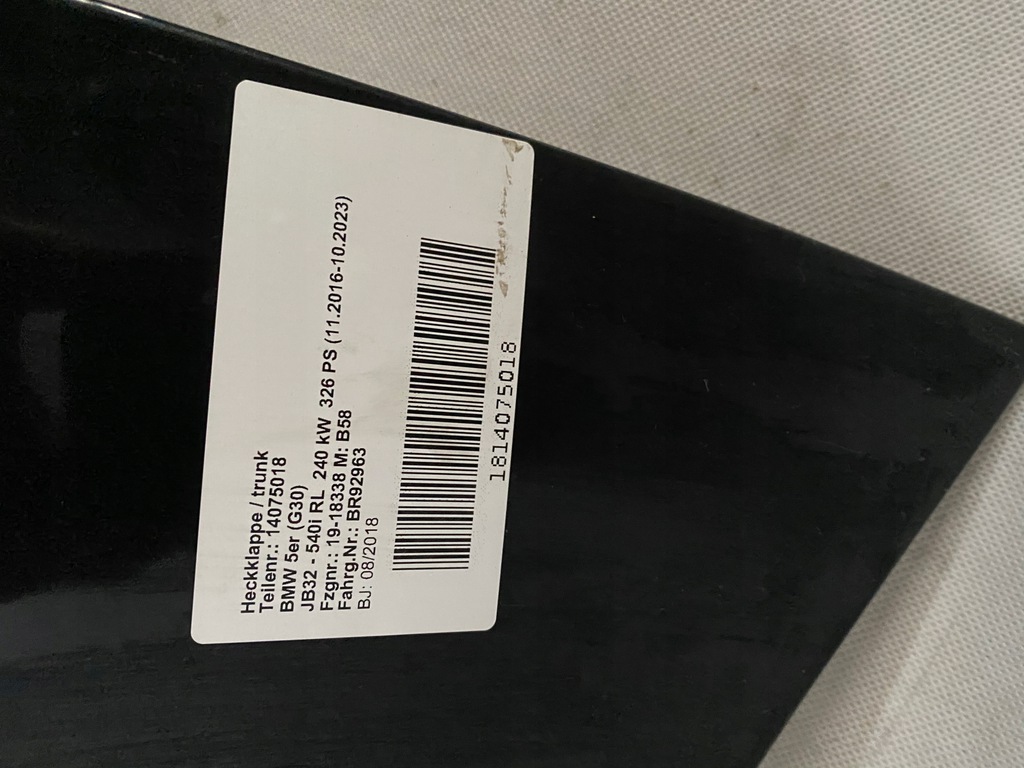 Heckklappe / trunk
Teilenr.: 14075018
BMW 5er (G30)
JB32 - 540i RL 240 kW 326 PS (11.2016-10.2023)
Fzgnr.: 19-18338 M: B58
Fahrg.Nr.: BR92963
BJ: 08/2018
1814075018